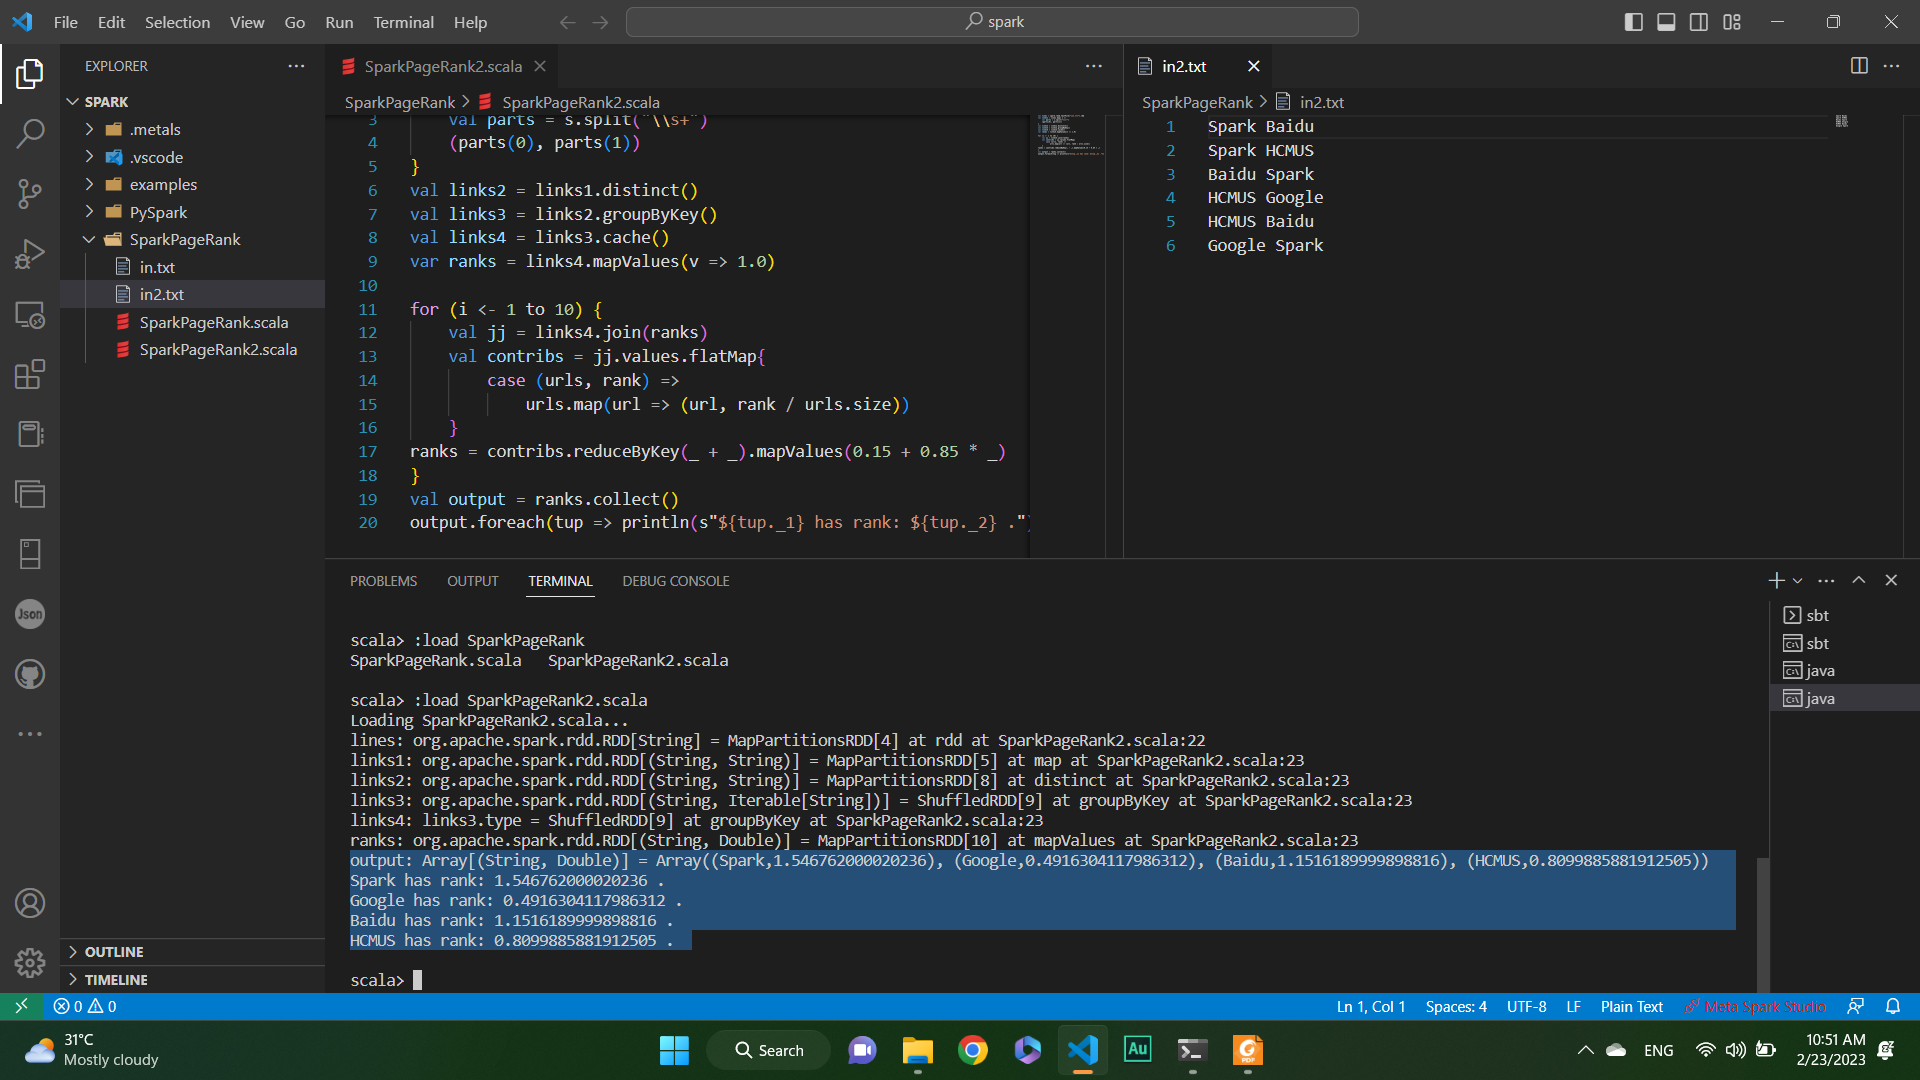 File Edit Selection View Go Run Terminal Help
spark
EXPLORER
SPARK
.metals
.vscode
examples
PySpark
SparkPageRank
in.txt
in2.txt
SparkPageRank.scala
SparkPageRank2.scala
OUTLINE
TIMELINE
Json
SparkPageRank2.scala
SparkPageRank > SparkPageRank2.scala
3 val parts = s.split("\\s+")
4 (parts(0), parts(1))
5 }
6 val links2 = links1.distinct()
7 val links3 = links2.groupByKey()
8 val links4 = links3.cache()
9 var ranks = links4.mapValues(v => 1.0)
10
11 for (i <- 1 to 10) {
12 val jj = links4.join(ranks)
13 val contribs = jj.values.flatMap{
14 case (urls, rank) =>
15 urls.map(url => (url, rank / urls.size))
16 }
17 ranks = contribs.reduceByKey(_ + _).mapValues(0.15 + 0.85 * _)
18 }
19 val output = ranks.collect()
20 output.foreach(tup => println(s"${tup._1} has rank: ${tup._2} ."
in2.txt
SparkPageRank > in2.txt
1 Spark Baidu
2 Spark HCMUS
3 Baidu Spark
4 HCMUS Google
5 HCMUS Baidu
6 Google Spark
PROBLEMS OUTPUT TERMINAL DEBUG CONSOLE
scala> :load SparkPageRank
SparkPageRank.scala SparkPageRank2.scala
scala> :load SparkPageRank2.scala
Loading SparkPageRank2.scala...
lines: org.apache.spark.rdd.RDD[String] = MapPartitionsRDD[4] at rdd at SparkPageRank2.scala:22
links1: org.apache.spark.rdd.RDD[(String, String)] = MapPartitionsRDD[5] at map at SparkPageRank2.scala:23
links2: org.apache.spark.rdd.RDD[(String, String)] = MapPartitionsRDD[8] at distinct at SparkPageRank2.scala:23
links3: org.apache.spark.rdd.RDD[(String, Iterable[String])] = ShuffledRDD[9] at groupByKey at SparkPageRank2.scala:23
links4: links3.type = ShuffledRDD[9] at groupByKey at SparkPageRank2.scala:23
ranks: org.apache.spark.rdd.RDD[(String, Double)] = MapPartitionsRDD[10] at mapValues at SparkPageRank2.scala:23
output: Array[(String, Double)] = Array((Spark,1.546762000020236), (Google,0.4916304117986312), (Baidu,1.1516189999898816), (HCMUS,0.8099885881912505))
Spark has rank: 1.546762000020236 .
Google has rank: 0.4916304117986312 .
Baidu has rank: 1.1516189999898816 .
HCMUS has rank: 0.8099885881912505 .
scala>
sbt
sbt
java
java
0 0
Ln 1, Col 1 Spaces: 4 UTF-8 LF Plain Text Meta Spark Studio
31°C
Mostly cloudy
Search
Au
PDF
ENG
10:51 AM
2/23/2023